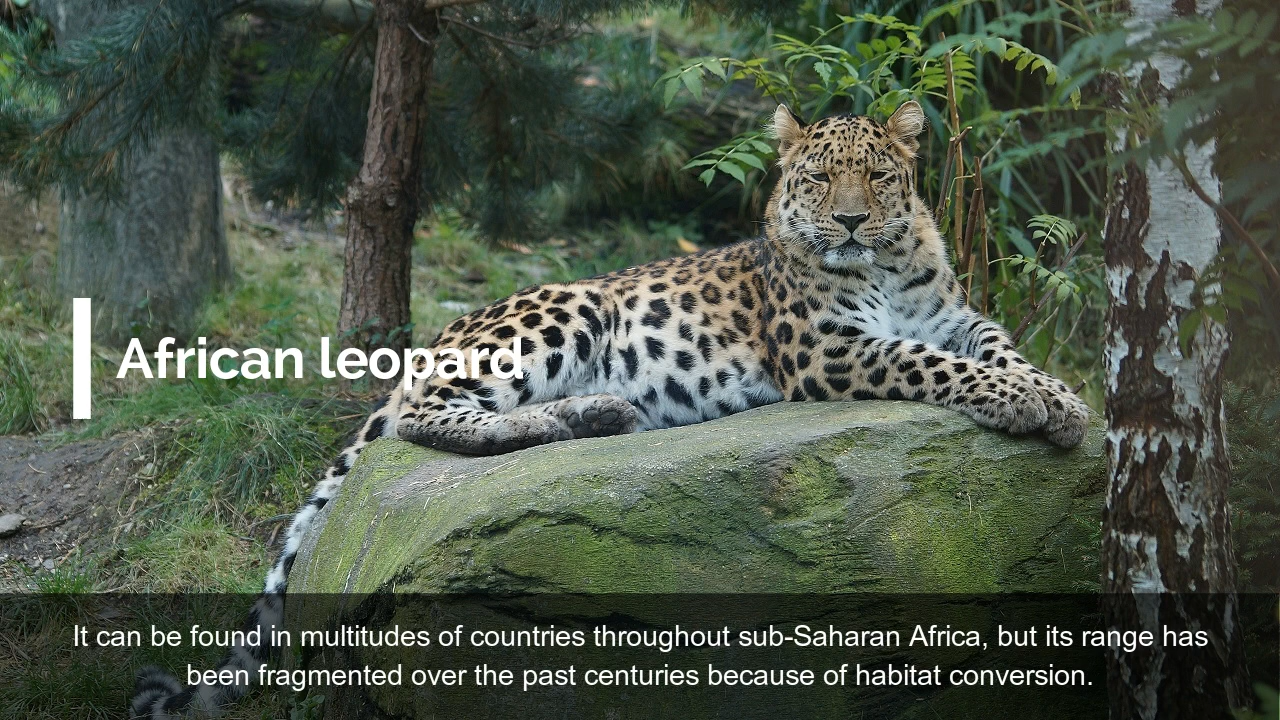 African leopard
It can be found in multitudes of countries throughout sub-Saharan Africa, but its range has
been fragmented over the past centuries because of habitat conversion.